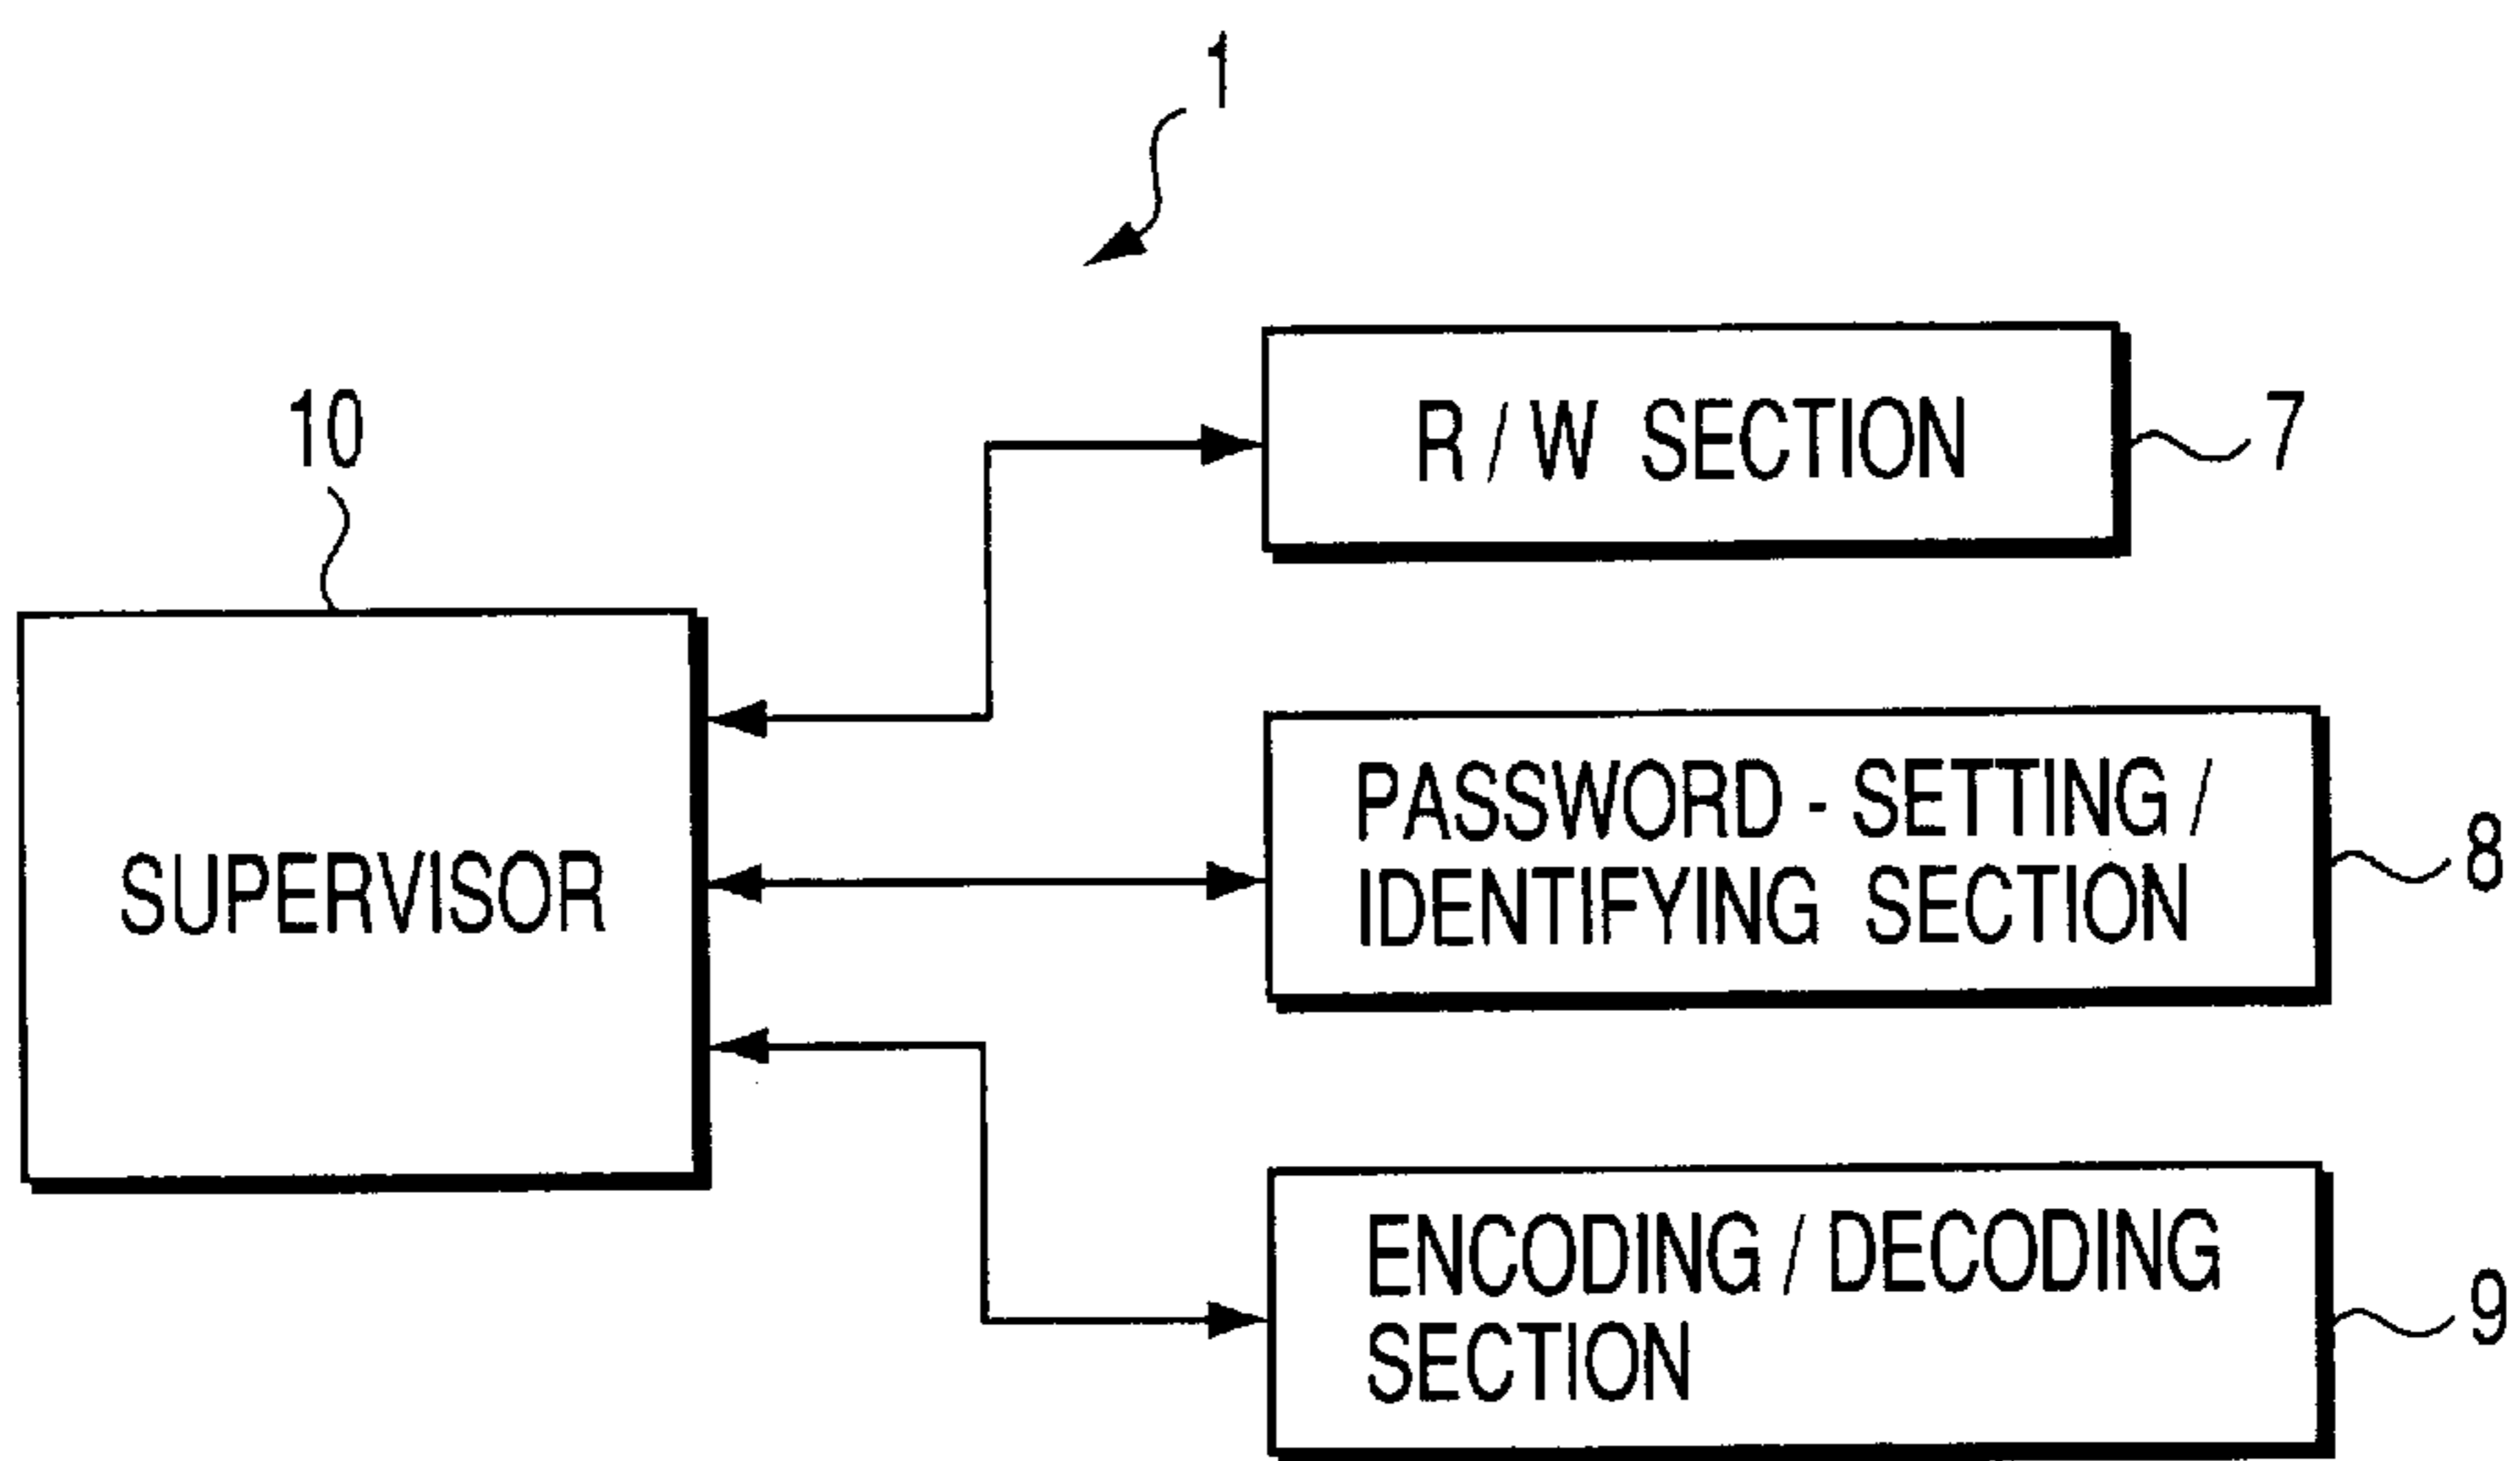 1
R / W SECTION
7
10
SUPERVISOR
PASSWORD - SETTING /
IDENTIFYING SECTION
8
ENCODING / DECODING
SECTION
9